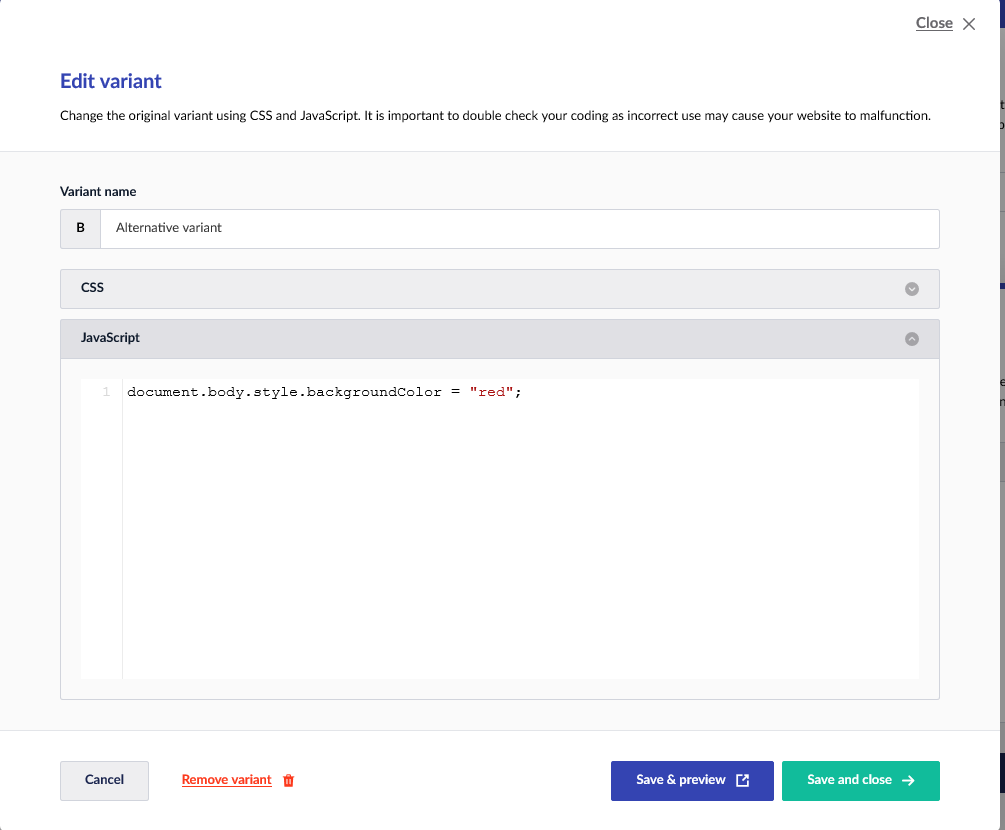 Close
Edit variant
Change the original variant using CSS and JavaScript. It is important to double check your coding as incorrect use may cause your website to malfunction.
Variant name
B Alternative variant
CSS
JavaScript
1 document.body.style.backgroundColor = "red";
Cancel Remove variant Save & preview Save and close